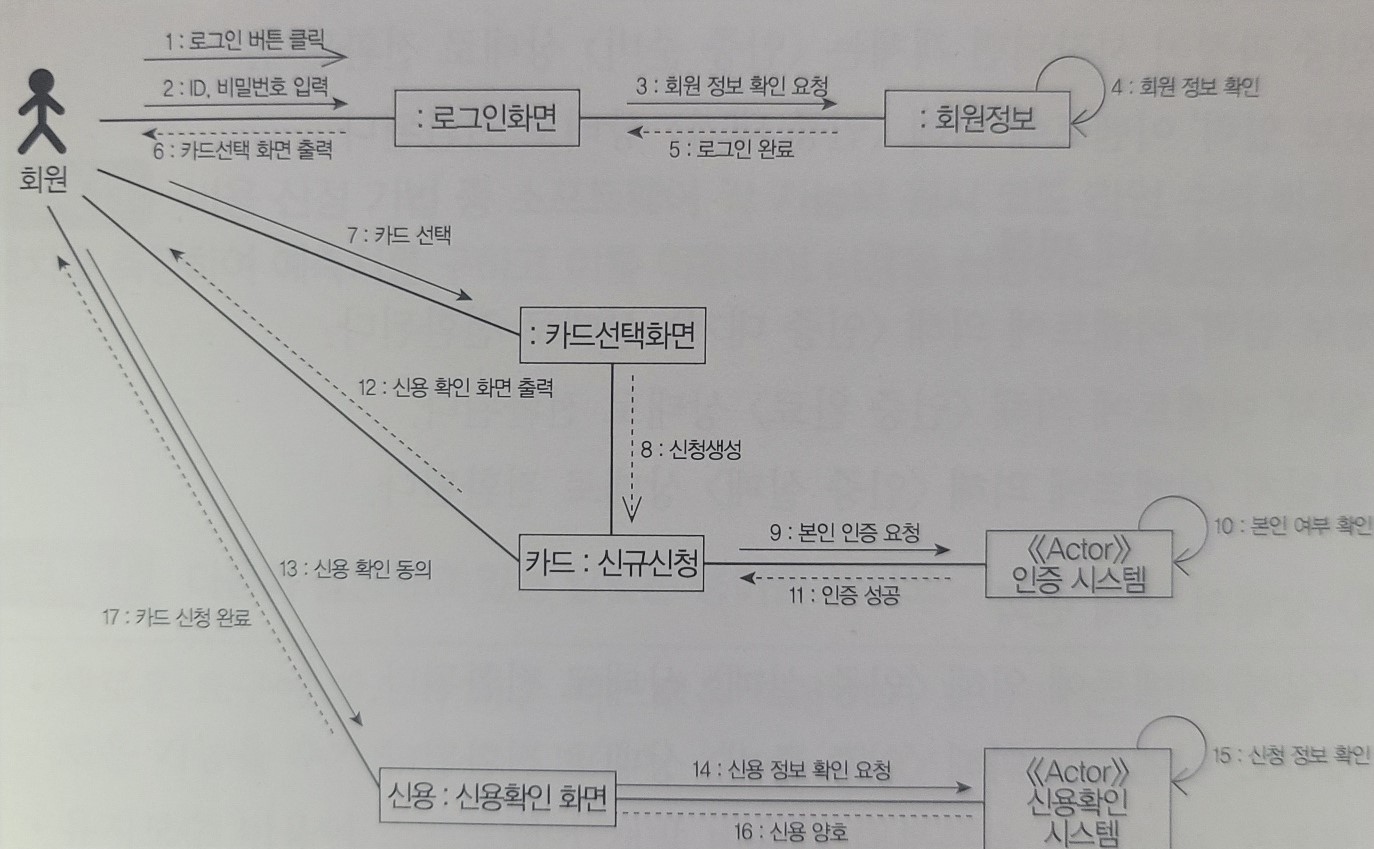 1 : 로그인 버튼 클릭
2 : ID, 비밀번호 입력
: 로그인화면
3 : 회원 정보 확인 요청
: 회원정보
4 : 회원 정보 확인
6 : 카드선택 화면 출력
5 : 로그인 완료
회원
7 : 카드 선택
: 카드선택화면
12 : 신용 확인 화면 출력
8 : 신청생성
카드 : 신규신청
9 : 본인 인증 요청
《Actor》
인증 시스템
10 : 본인 여부 확인
11 : 인증 성공
13 : 신용 확인 동의
17 : 카드 신청 완료
신용 : 신용확인 화면
14 : 신용 정보 확인 요청
《Actor》
신용확인
시스템
15 : 신청 정보 확인
16 : 신용 양호